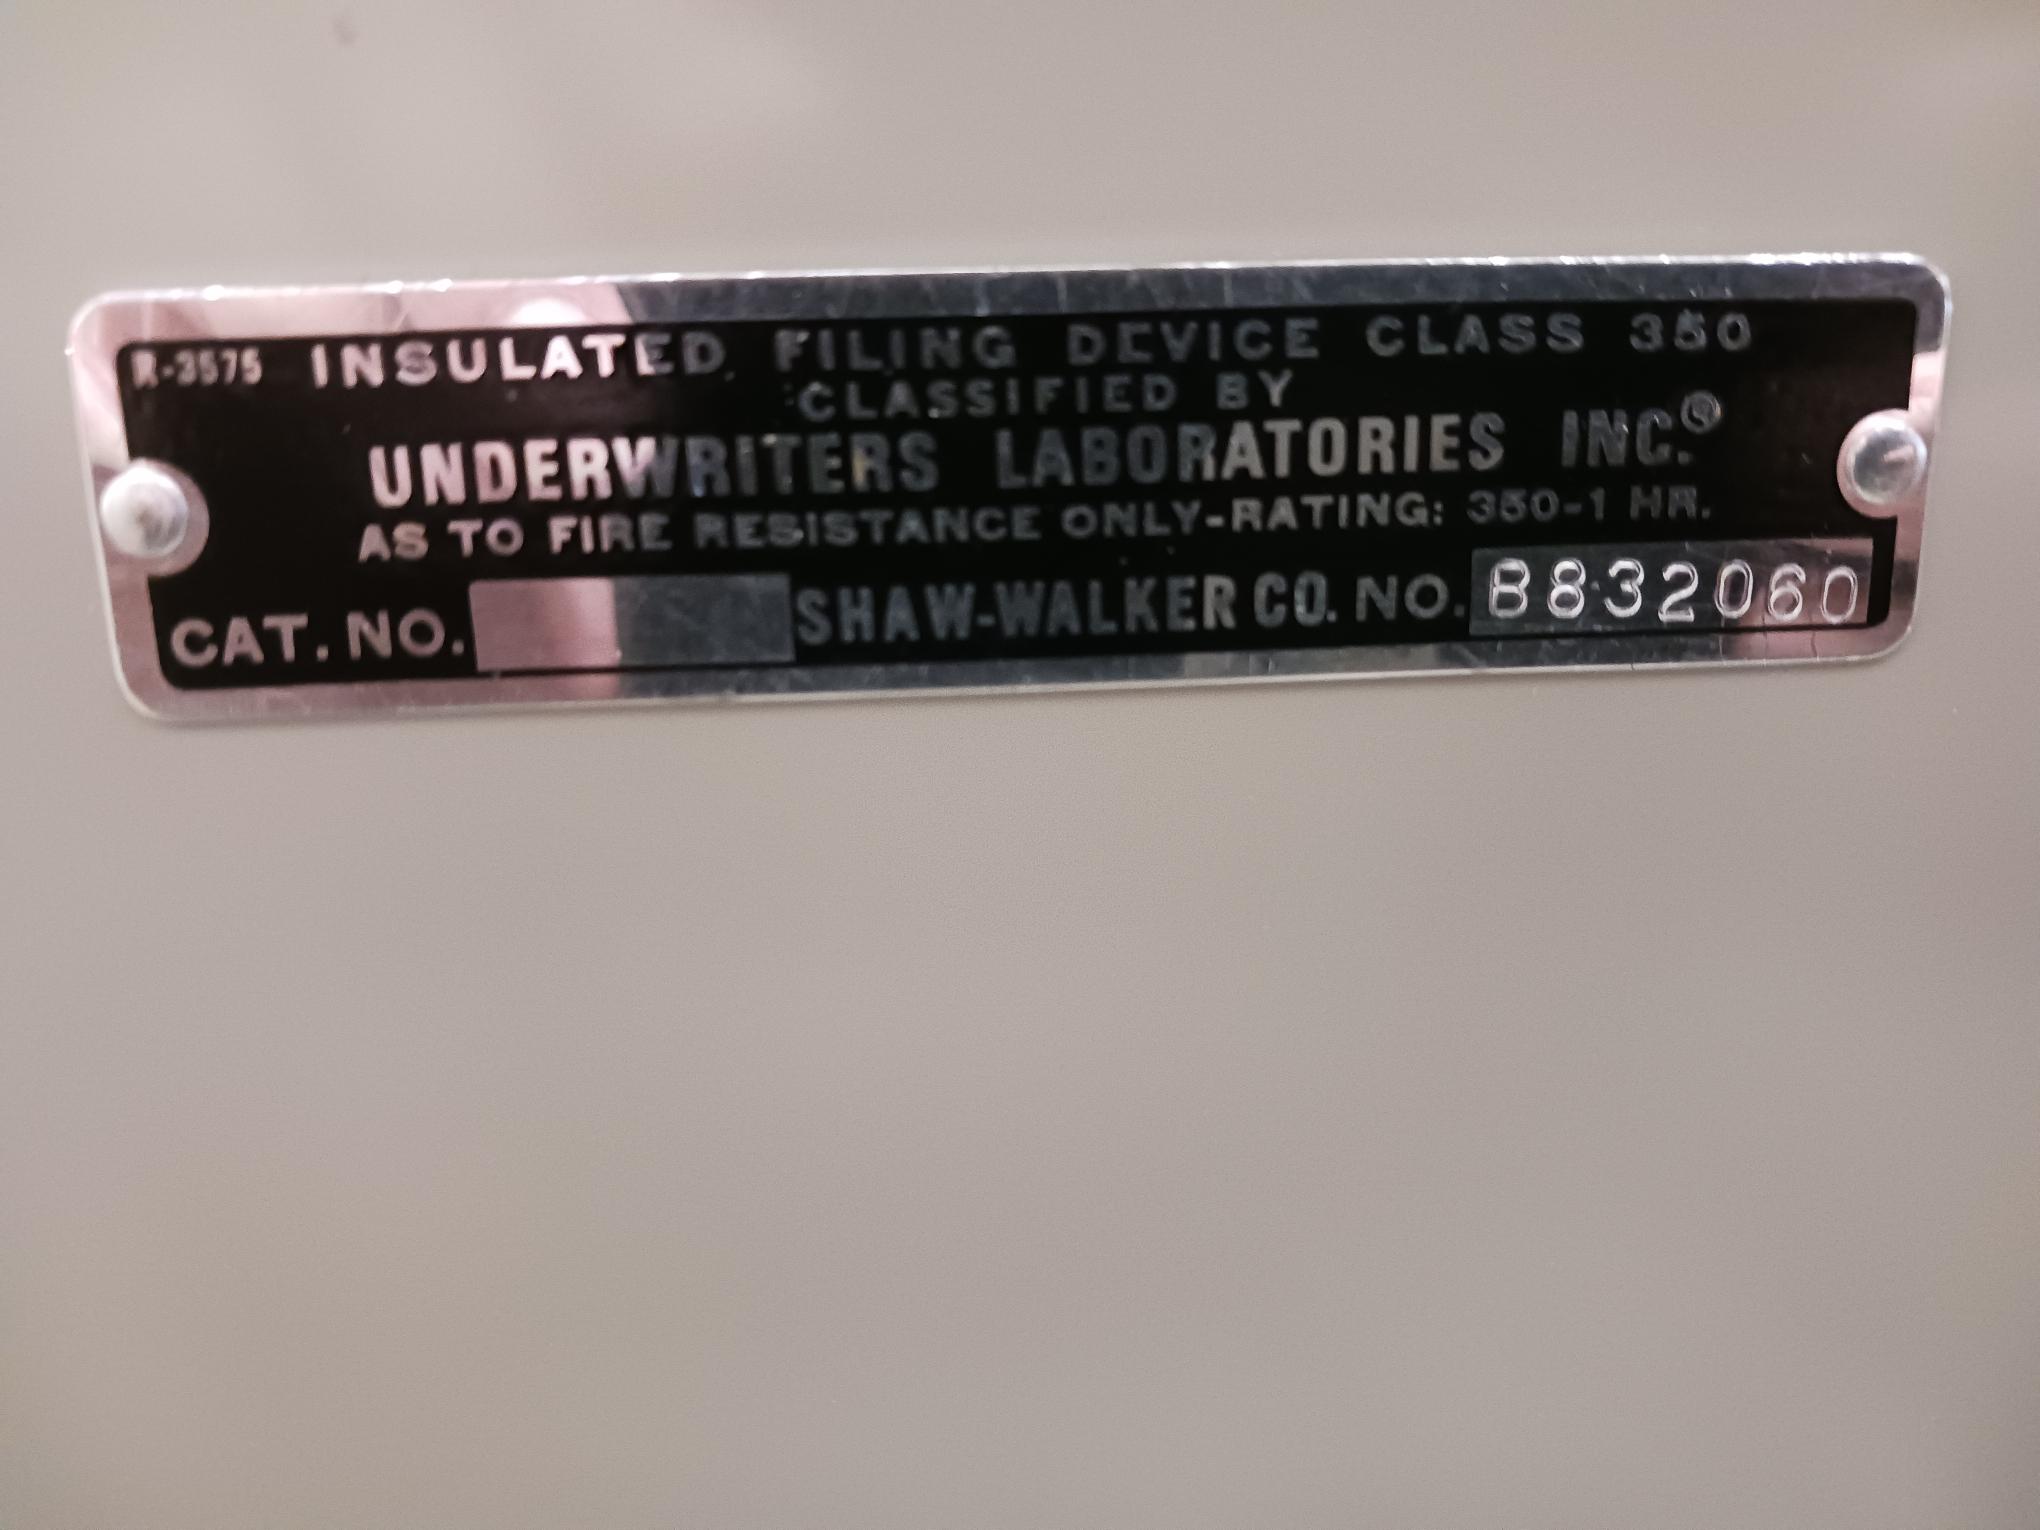 R-3575 INSULATED FILING DEVICE CLASS 350
CLASSIFIED BY
UNDERWRITERS LABORATORIES INC.®
AS TO FIRE RESISTANCE ONLY-RATING: 350-1 HR.
CAT. NO. SHAW-WALKER CO. NO. B832060